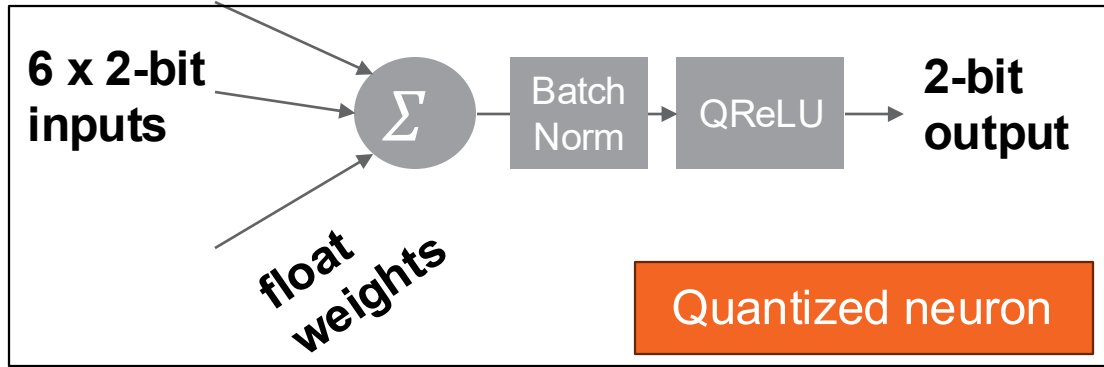 6 x 2-bit
inputs
Σ
Batch
Norm
QReLU
2-bit
output
float
weights
Quantized neuron